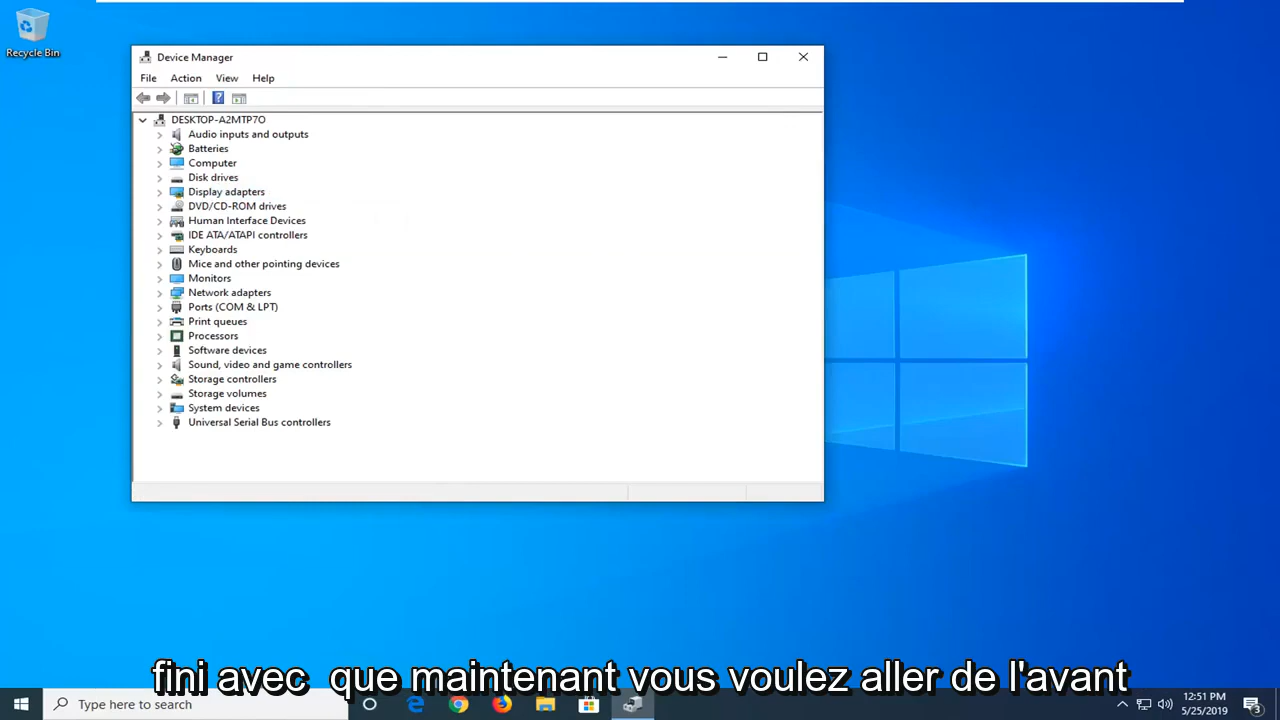 Recycle Bin
Device Manager
File Action View Help
DESKTOP-A2MTP7O
Audio inputs and outputs
Batteries
Computer
Disk drives
Display adapters
DVD/CD-ROM drives
Human Interface Devices
IDE ATA/ATAPI controllers
Keyboards
Mice and other pointing devices
Monitors
Network adapters
Ports (COM & LPT)
Print queues
Processors
Software devices
Sound, video and game controllers
Storage controllers
Storage volumes
System devices
Universal Serial Bus controllers
fini avec que maintenant vous voulez aller de l'avant
Type here to search
12:51 PM
5/25/2019
3